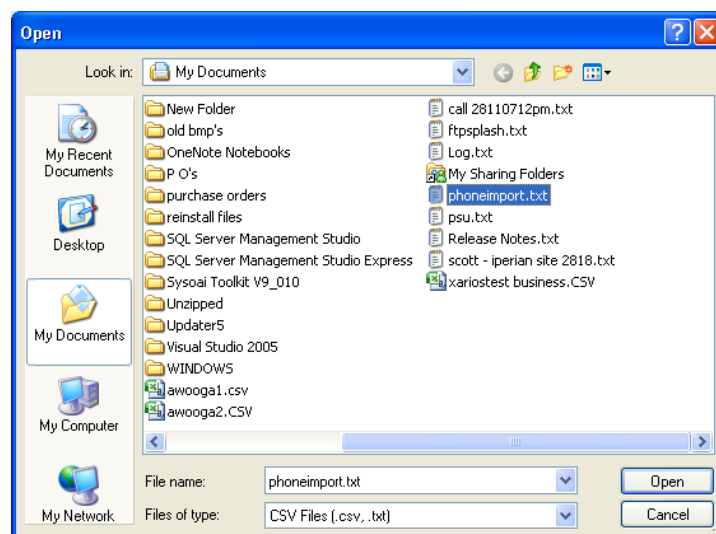 Open
Look in:
My Documents
My Recent
Documents
Desktop
My Documents
My Computer
My Network
New Folder
old bmp's
OneNote Notebooks
P O's
purchase orders
reinstall files
SQL Server Management Studio
SQL Server Management Studio Express
Sysoai Toolkit V9_010
Unzipped
Updater5
Visual Studio 2005
WINDOWS
awooga1.csv
awooga2.CSV
call 28110712pm.txt
ftpsplash.txt
Log.txt
My Sharing Folders
phoneimport.txt
psu.txt
Release Notes.txt
scott - iperian site 2818.txt
xariostest business.CSV
File name:
phoneimport.txt
Open
Files of type:
CSV Files (.csv, .txt)
Cancel